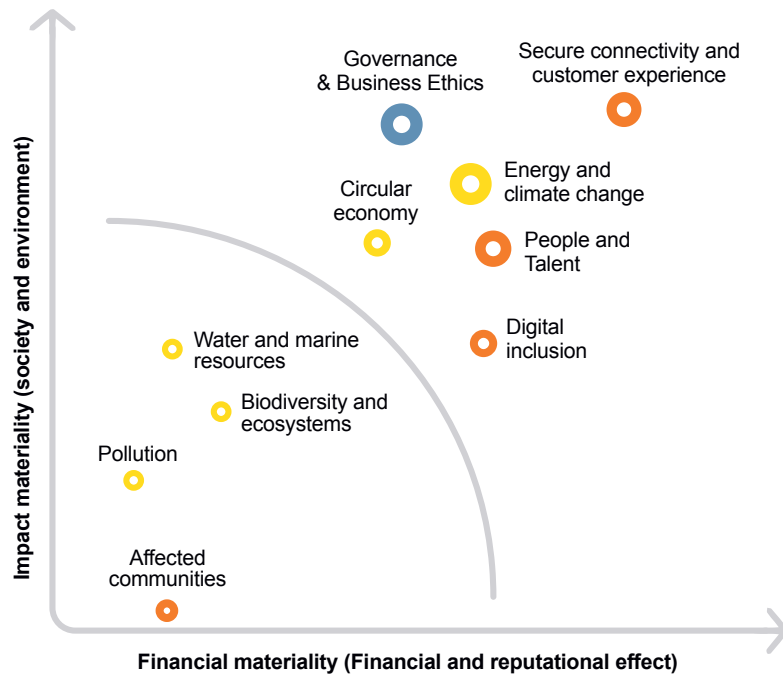 Governance
& Business Ethics
Secure connectivity and
customer experience
Energy and
climate change
Circular
economy
People and
Talent
Digital
inclusion
Water and marine
resources
Biodiversity and
ecosystems
Pollution
Affected
communities
Impact materiality (society and environment)
Financial materiality (Financial and reputational effect)